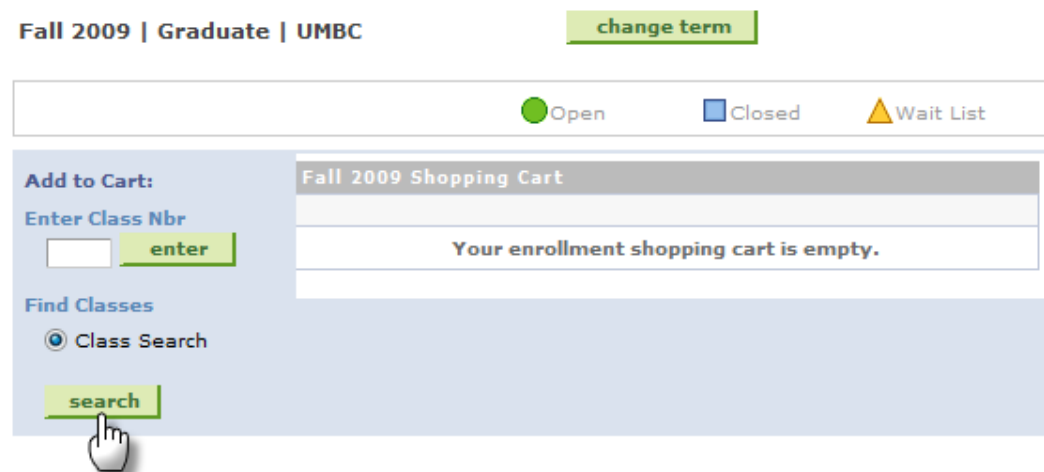 Fall 2009 | Graduate | UMBC
change term
Open Closed Wait List
Add to Cart:
Fall 2009 Shopping Cart
Enter Class Nbr
enter
Your enrollment shopping cart is empty.
Find Classes
Class Search
search